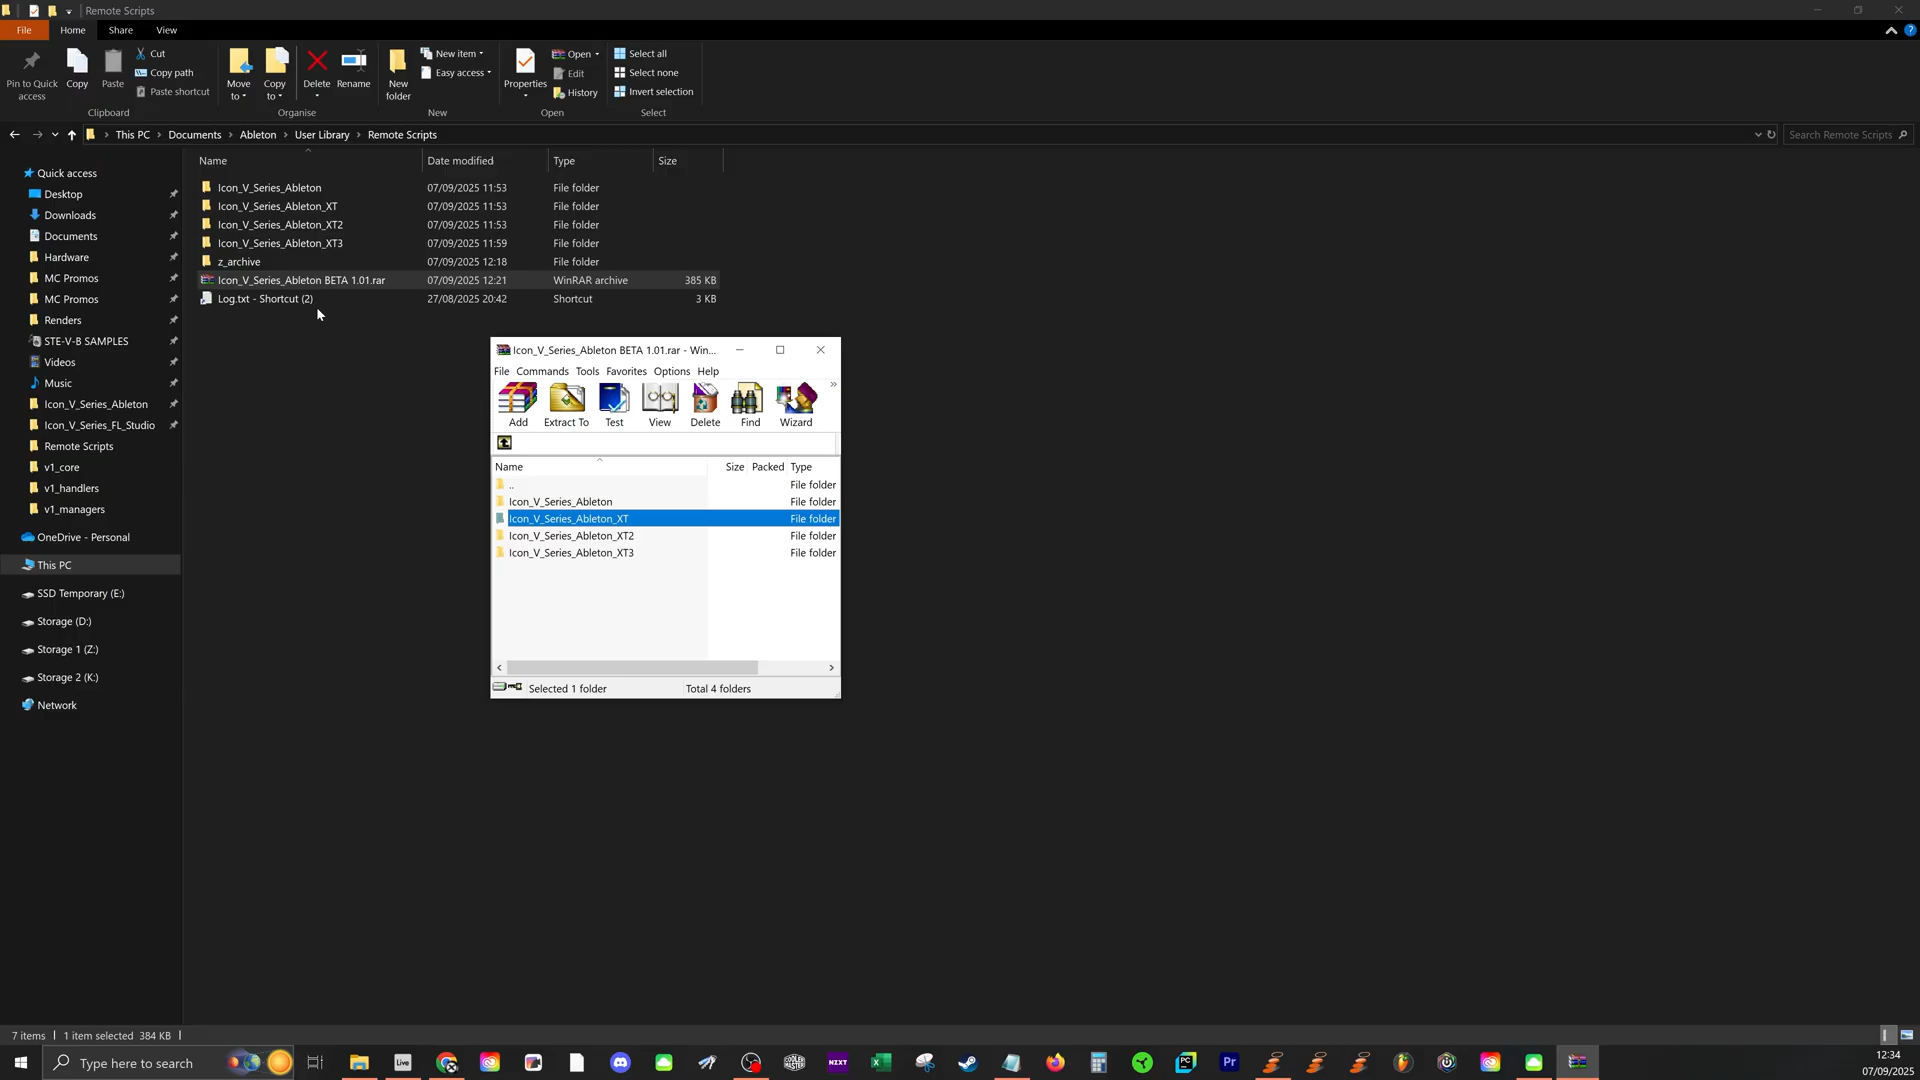 Remote Scripts
File Home Share View
Pin to Quick access
Copy
Paste
Cut
Copy path
Paste shortcut
Clipboard
Move to
Copy to
Delete
Rename
Organise
New folder
New item
Easy access
New
Properties
Open
Edit
History
Open
Select all
Select none
Invert selection
Select
This PC > Documents > Ableton > User Library > Remote Scripts
Search Remote Scripts
Name Date modified Type Size
Icon_V_Series_Ableton 07/09/2025 11:53 File folder
Icon_V_Series_Ableton_XT 07/09/2025 11:53 File folder
Icon_V_Series_Ableton_XT2 07/09/2025 11:53 File folder
Icon_V_Series_Ableton_XT3 07/09/2025 11:59 File folder
z_archive 07/09/2025 12:18 File folder
Icon_V_Series_Ableton BETA 1.01.rar 07/09/2025 12:21 WinRAR archive 385 KB
Log.txt - Shortcut (2) 27/08/2025 20:42 Shortcut 3 KB
Quick access
Desktop
Downloads
Documents
Hardware
MC Promos
MC Promos
Renders
STE-V-B SAMPLES
Videos
Music
Icon_V_Series_Ableton
Icon_V_Series_FL_Studio
Remote Scripts
v1_core
v1_handlers
v1_managers
OneDrive - Personal
This PC
SSD Temporary (E:)
Storage (D:)
Storage 1 (Z:)
Storage 2 (K:)
Network
Icon_V_Series_Ableton BETA 1.01.rar - Win...
File Commands Tools Favorites Options Help
Add Extract To Test View Delete Find Wizard
Name Size Packed Type
.. File folder
Icon_V_Series_Ableton File folder
Icon_V_Series_Ableton_XT File folder
Icon_V_Series_Ableton_XT2 File folder
Icon_V_Series_Ableton_XT3 File folder
Selected 1 folder Total 4 folders
7 items 1 item selected 384 KB
Type here to search
Live
COOLER MASTER
NZXT
PC
Pr
12:34
07/09/2025